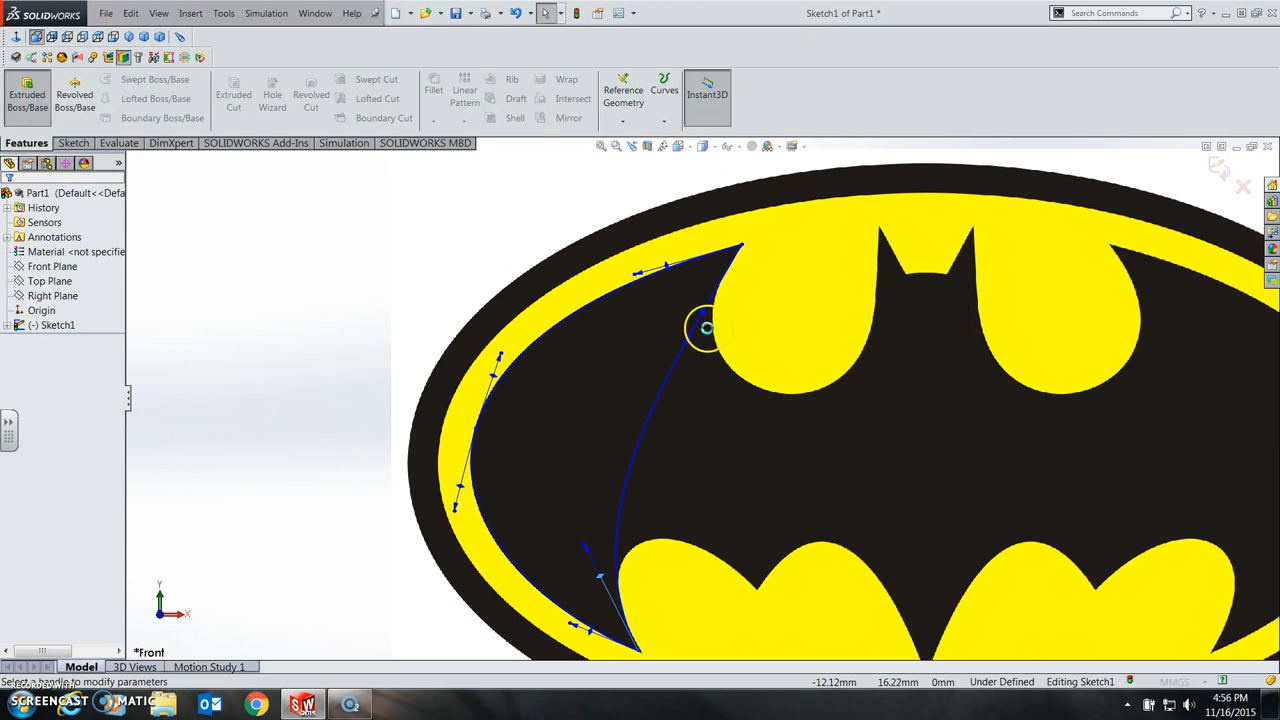 SOLIDWORKS
File Edit View Insert Tools Simulation Window Help
Sketch1 of Part1 *
Search Commands
Extruded Boss/Base
Revolved Boss/Base
Swept Boss/Base
Lofted Boss/Base
Boundary Boss/Base
Extruded Cut
Hole Wizard
Revolved Cut
Swept Cut
Lofted Cut
Boundary Cut
Fillet
Linear Pattern
Rib
Draft
Shell
Wrap
Intersect
Mirror
Reference Geometry
Curves
Instant3D
Features Sketch Evaluate DimXpert SOLIDWORKS Add-Ins Simulation SOLIDWORKS MBD
Part1 (Default<<Defa
History
Sensors
Annotations
Material <not specifie
Front Plane
Top Plane
Right Plane
Origin
(-) Sketch1
Y
X
*Front
Model 3D Views Motion Study 1
Select a handle to modify parameters
-12.12mm 16.22mm 0mm Under Defined Editing Sketch1 MMGS
SCREENCAST MATIC
4:56 PM
11/16/2015